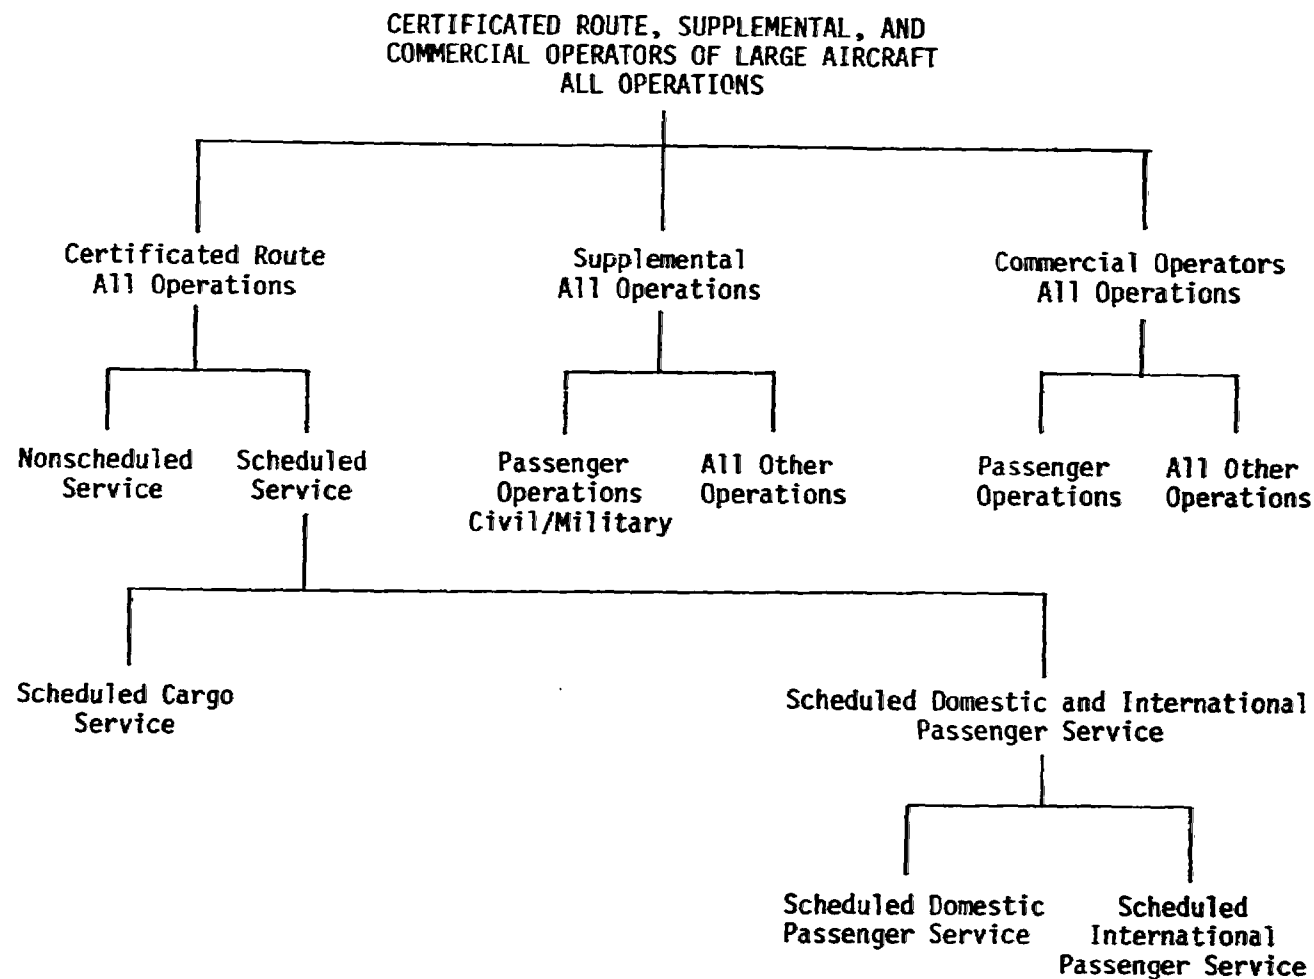 CERTIFICATED ROUTE, SUPPLEMENTAL, AND
COMMERCIAL OPERATORS OF LARGE AIRCRAFT
ALL OPERATIONS
Certificated Route
All Operations
Supplemental
All Operations
Commercial Operators
All Operations
Nonscheduled
Service
Scheduled
Service
Passenger
Operations
Civil/Military
All Other
Operations
Passenger
Operations
All Other
Operations
Scheduled Cargo
Service
Scheduled Domestic and International
Passenger Service
Scheduled Domestic
Passenger Service
Scheduled
International
Passenger Service